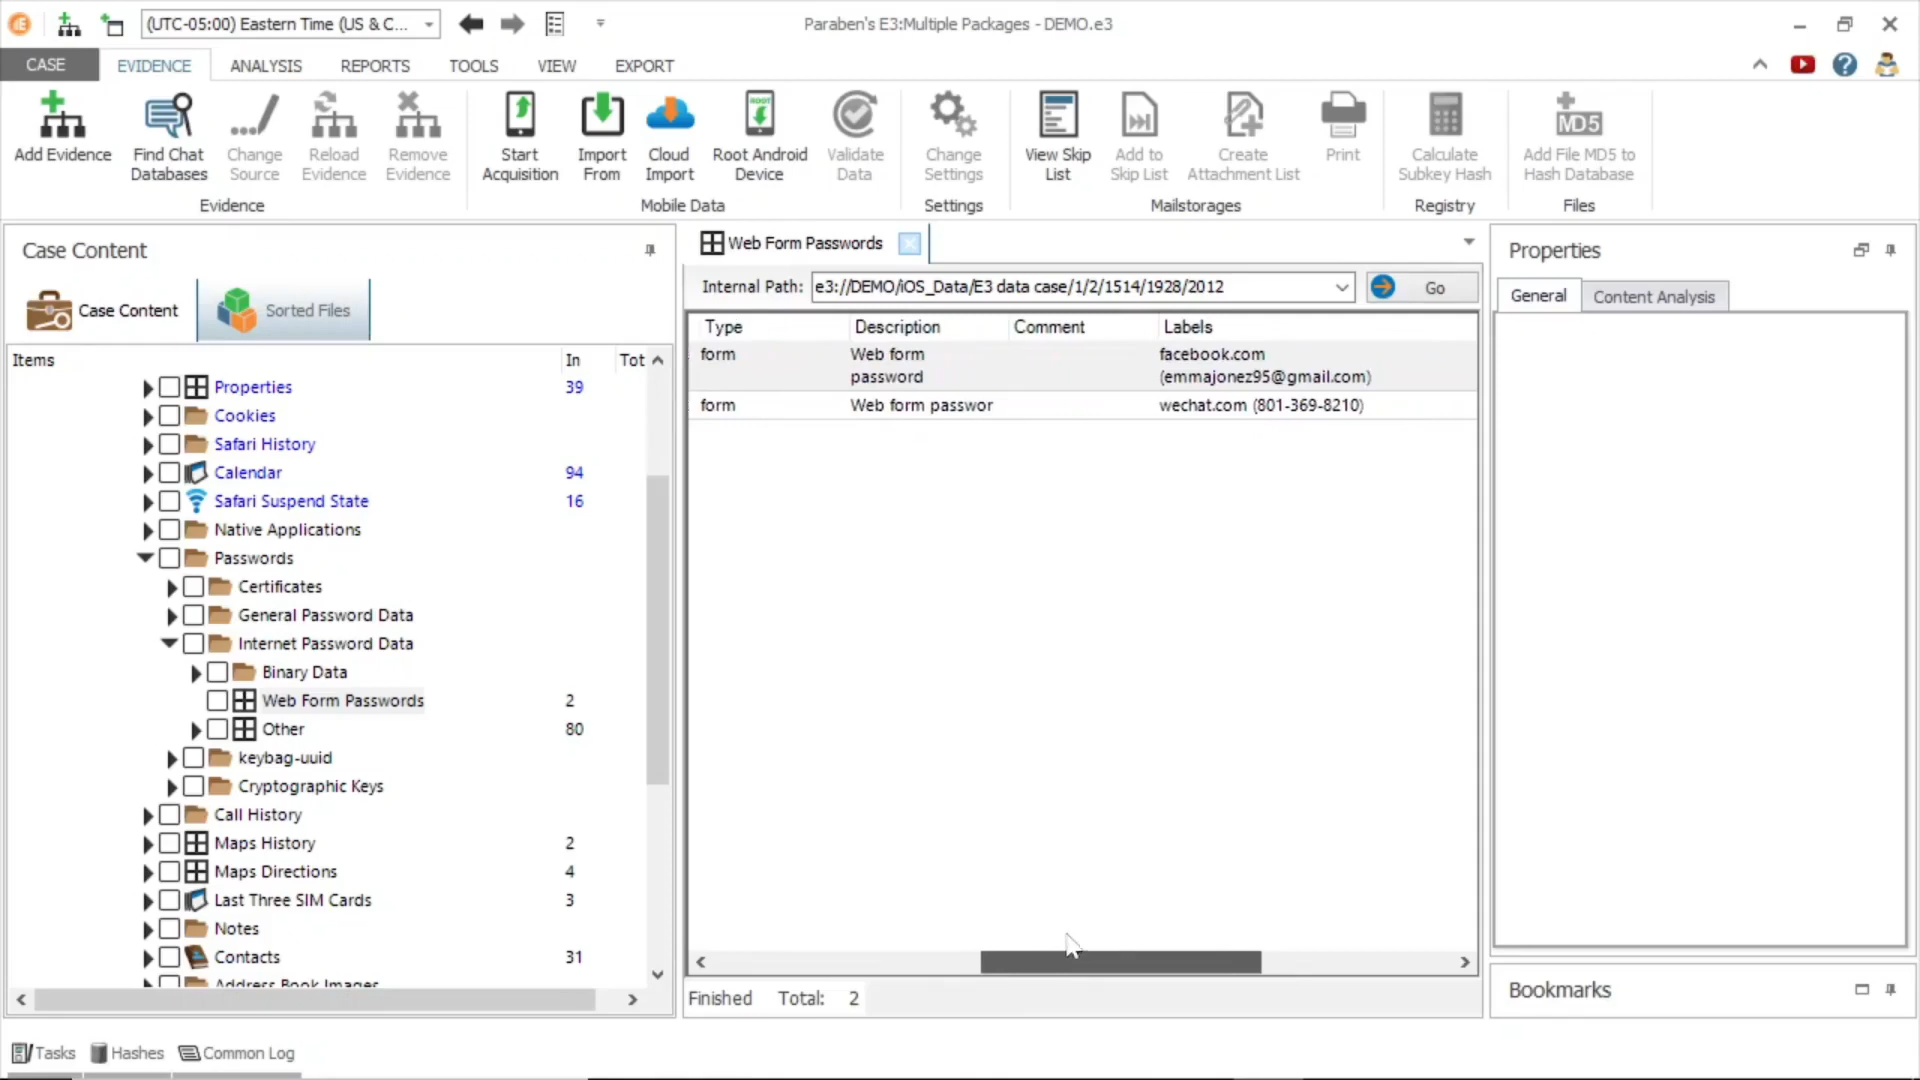 (UTC-05:00) Eastern Time (US & C...
Paraben's E3:Multiple Packages - DEMO.e3
CASE
EVIDENCE
ANALYSIS
REPORTS
TOOLS
VIEW
EXPORT
Add Evidence
Find Chat
Databases
Change
Source
Reload
Evidence
Remove
Evidence
Evidence
Start
Acquisition
Import
From
Cloud
Import
ROOT
Root Android
Device
Validate
Data
Mobile Data
Change
Settings
Settings
View Skip
List
Add to
Skip List
Create
Attachment List
Print
Mailstorages
Calculate
Subkey Hash
Registry
MD5
Add File MD5 to
Hash Database
Files
Case Content
Case Content
Sorted Files
Items In Tot
Properties 39
Cookies
Safari History
Calendar 94
Safari Suspend State 16
Native Applications
Passwords
Certificates
General Password Data
Internet Password Data
Binary Data
Web Form Passwords 2
Other 80
keybag-uuid
Cryptographic Keys
Call History
Maps History 2
Maps Directions 4
Last Three SIM Cards 3
Notes
Contacts 31
Address Book Images
Web Form Passwords
Internal Path: e3://DEMO/iOS_Data/E3 data case/1/2/1514/1928/2012
Go
Type Description Comment Labels
form Web form facebook.com
password (emmajonez95@gmail.com)
form Web form passwor wechat.com (801-369-8210)
Finished Total: 2
Properties
General
Content Analysis
Bookmarks
Tasks
Hashes
Common Log